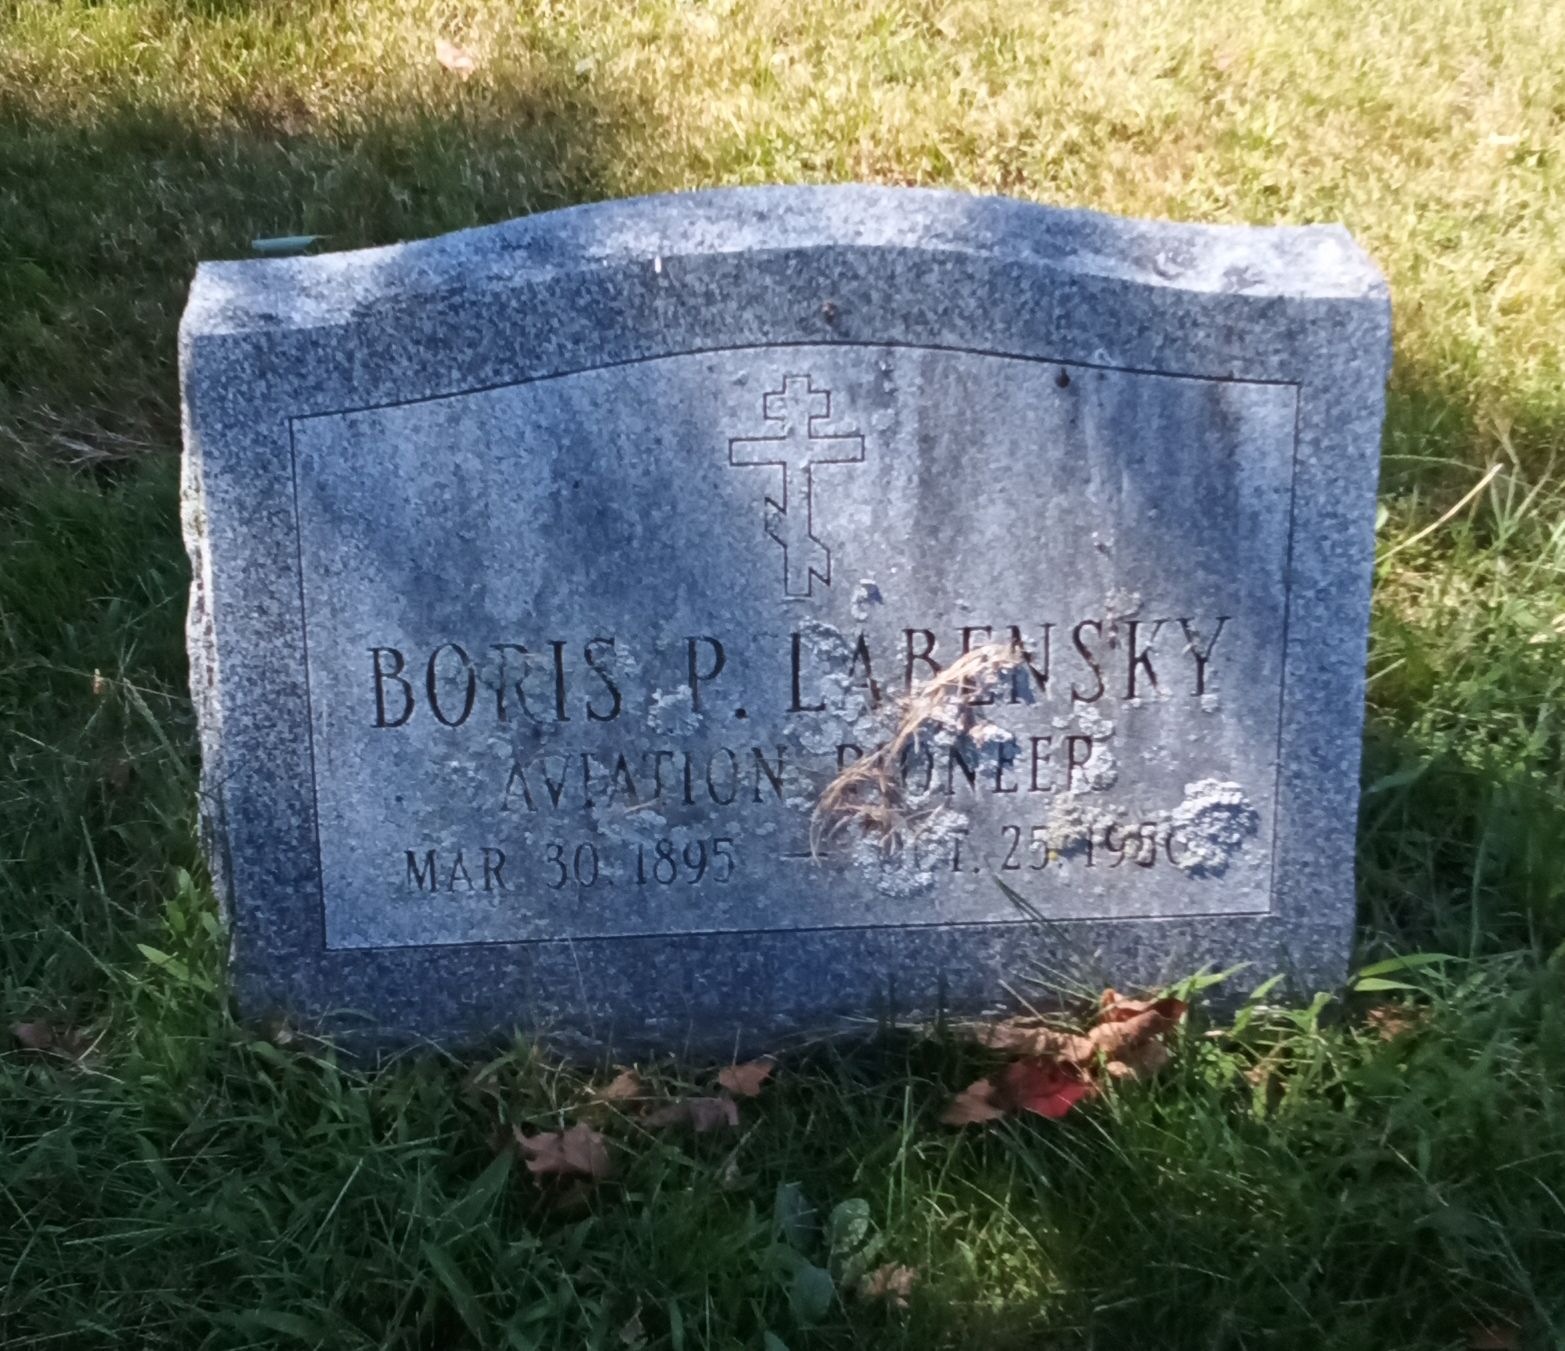 BORIS P. LABENSKY
AVIATION PIONEER
MAR 30. 1895 — OCT. 25.